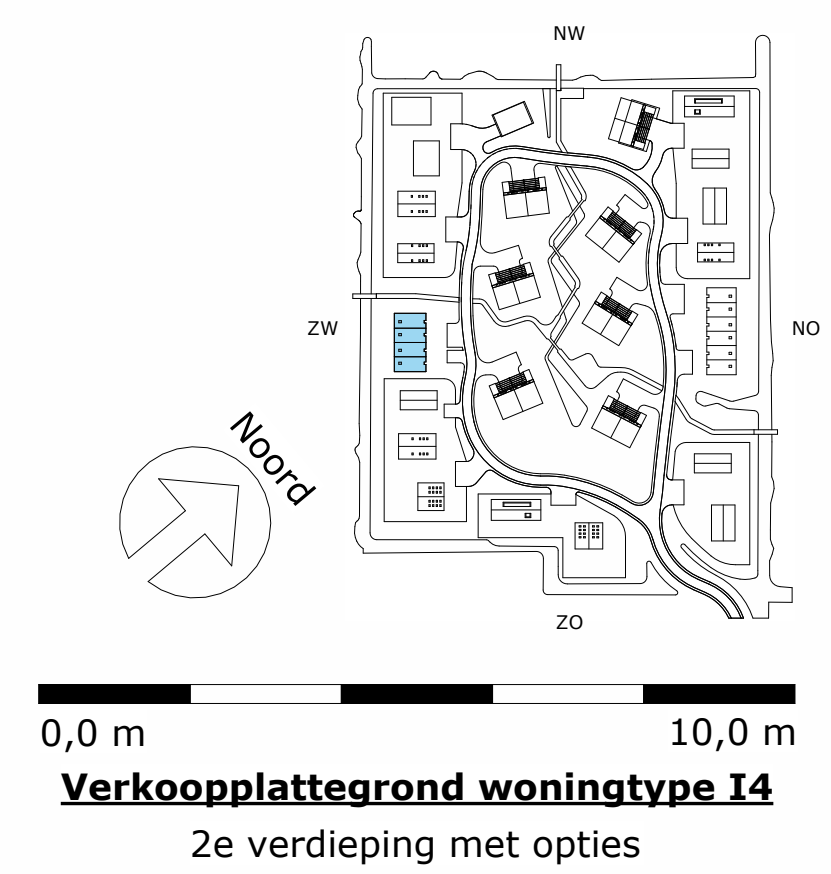 NW
ZW
NO
Noord
ZO
0,0 m
10,0 m
Verkoopplattegrond woningtype I4
2e verdieping met opties